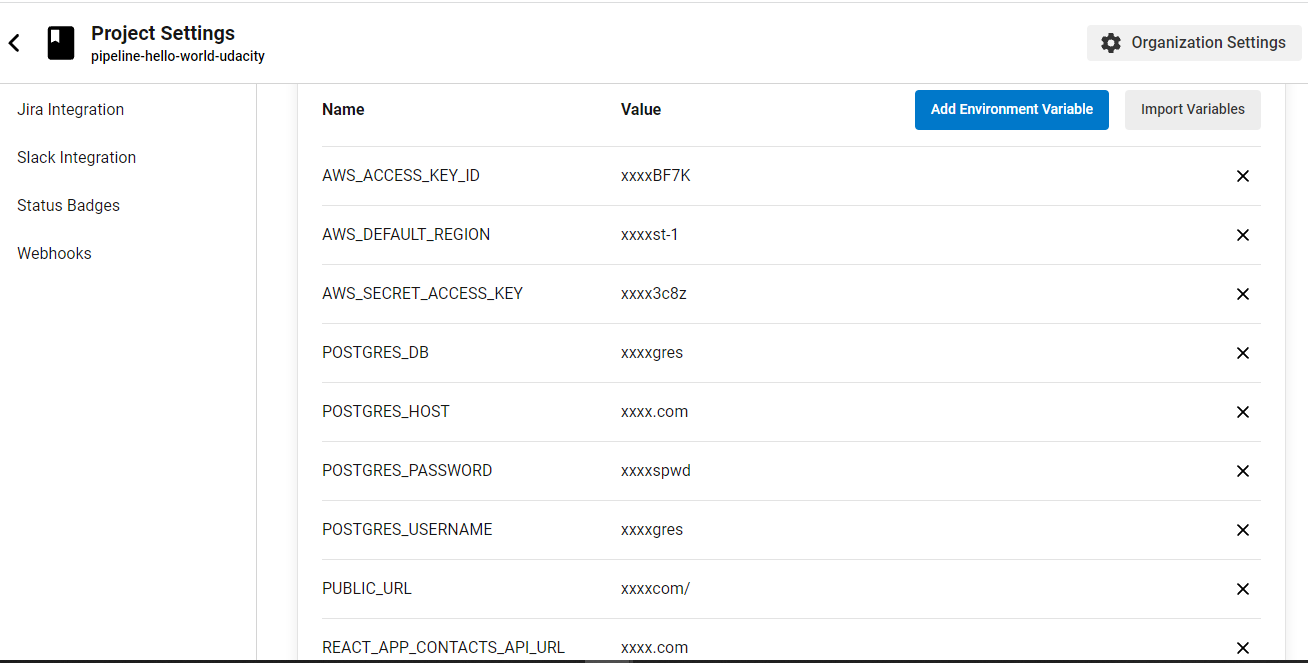 Project Settings
pipeline-hello-world-udacity
Organization Settings
Jira Integration
Slack Integration
Status Badges
Webhooks
Name Value Add Environment Variable Import Variables
AWS_ACCESS_KEY_ID xxxxBF7K
AWS_DEFAULT_REGION xxxxst-1
AWS_SECRET_ACCESS_KEY xxxx3c8z
POSTGRES_DB xxxxgres
POSTGRES_HOST xxxx.com
POSTGRES_PASSWORD xxxxspwd
POSTGRES_USERNAME xxxxgres
PUBLIC_URL xxxxcom/
REACT_APP_CONTACTS_API_URL xxxx.com